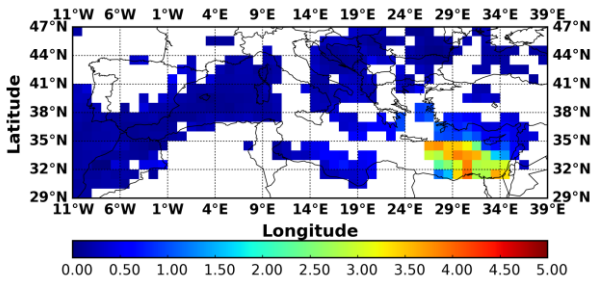 11°W 6°W 1°W 4°E 9°E 14°E 19°E 24°E 29°E 34°E 39°E
47°N 47°N
44°N 44°N
41°N 41°N
38°N 38°N
35°N 35°N
32°N 32°N
29°N 29°N
11°W 6°W 1°W 4°E 9°E 14°E 19°E 24°E 29°E 34°E 39°E
Latitude
Longitude
0.00 0.50 1.00 1.50 2.00 2.50 3.00 3.50 4.00 4.50 5.00